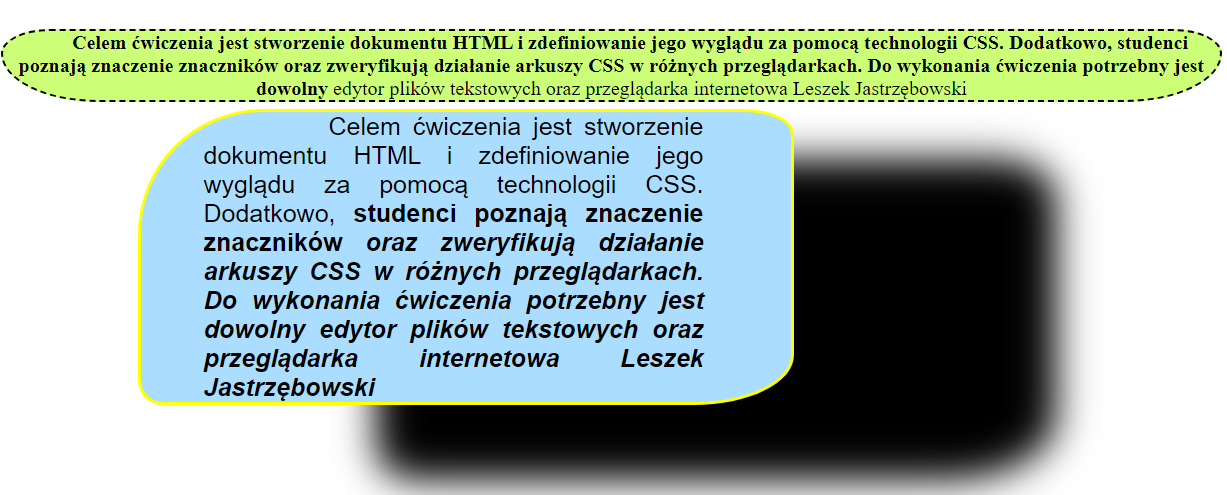 Celem ćwiczenia jest stworzenie dokumentu HTML i zdefiniowanie jego wyglądu za pomocą technologii CSS. Dodatkowo, studenci
poznają znaczenie znaczników oraz zweryfikują działanie arkuszy CSS w różnych przeglądarkach. Do wykonania ćwiczenia potrzebny jest
dowolny edytor plików tekstowych oraz przeglądarka internetowa Leszek Jastrzębowski
Celem ćwiczenia jest stworzenie
dokumentu HTML i zdefiniowanie jego
wyglądu za pomocą technologii CSS.
Dodatkowo, studenci poznają znaczenie
znaczników oraz zweryfikują działanie
arkuszy CSS w różnych przeglądarkach.
Do wykonania ćwiczenia potrzebny jest
dowolny edytor plików tekstowych oraz
przeglądarka internetowa Leszek
Jastrzębowski